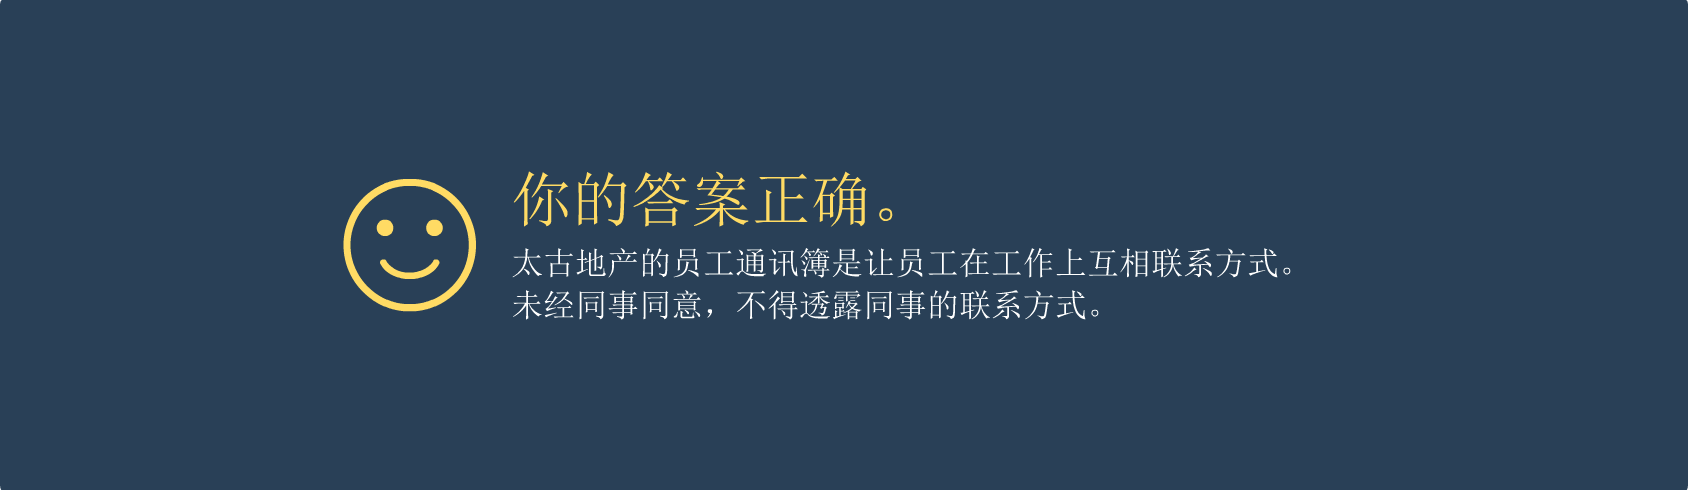 你的答案正确。
太古地产的员工通讯簿是让员工在工作上互相联系方式。
未经同事同意，不得透露同事的联系方式。